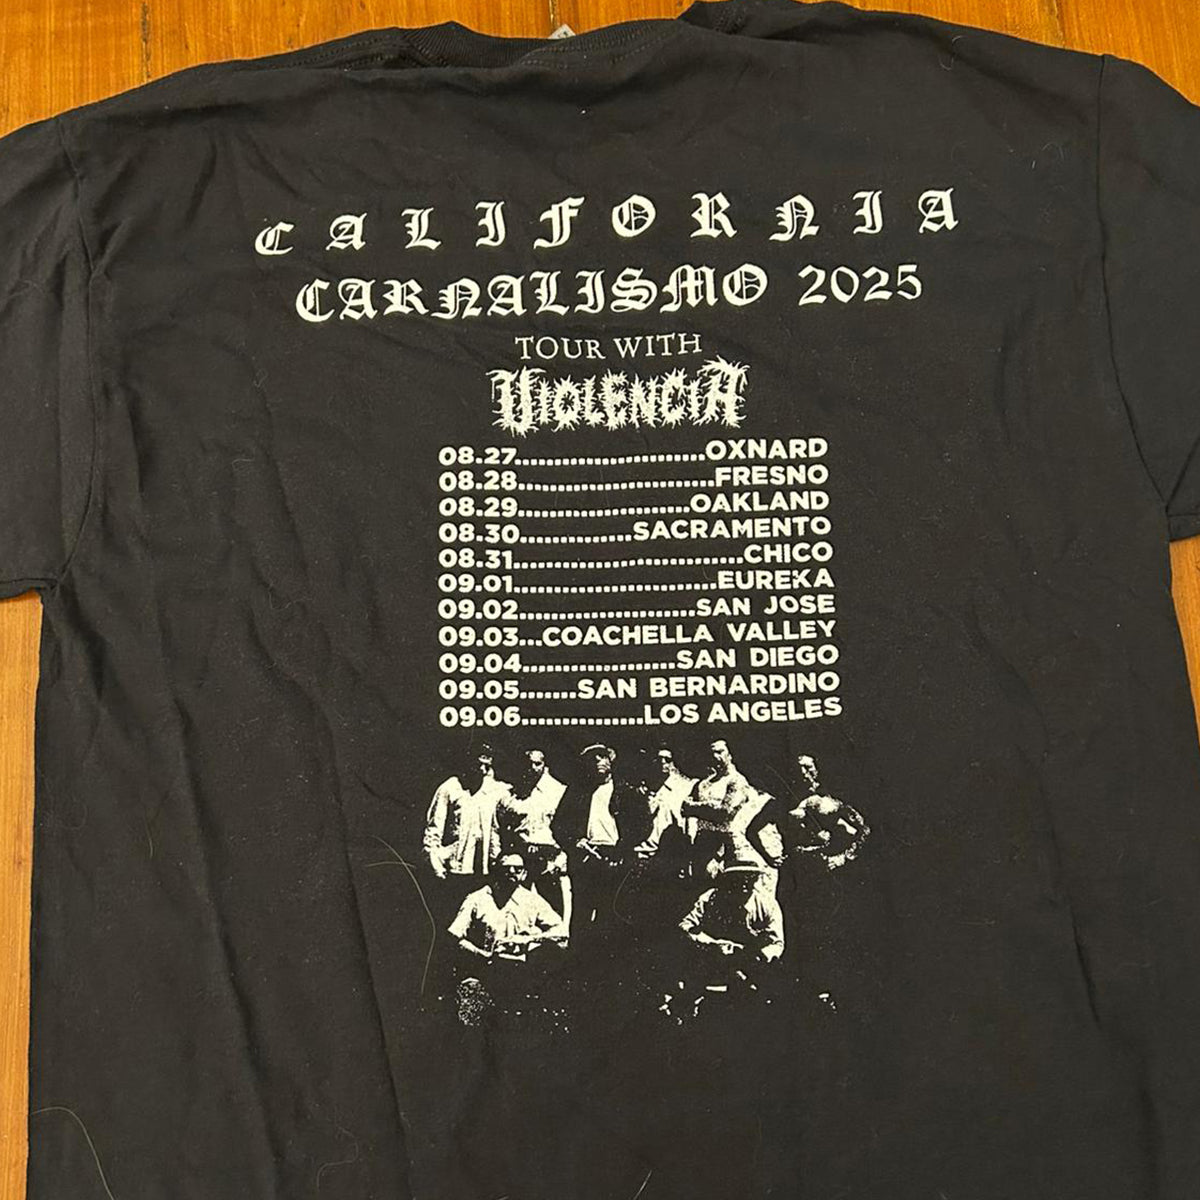 CALIFORNIA
CARNALISMO 2025
TOUR WITH
VIOLENCIA
08.27.........................OXNARD
08.28..........................FRESNO
08.29.......................OAKLAND
08.30..............SACRAMENTO
08.31..............................CHICO
09.01..........................EUREKA
09.02.......................SAN JOSE
09.03...COACHELLA VALLEY
09.04....................SAN DIEGO
09.05.......SAN BERNARDINO
09.06................LOS ANGELES